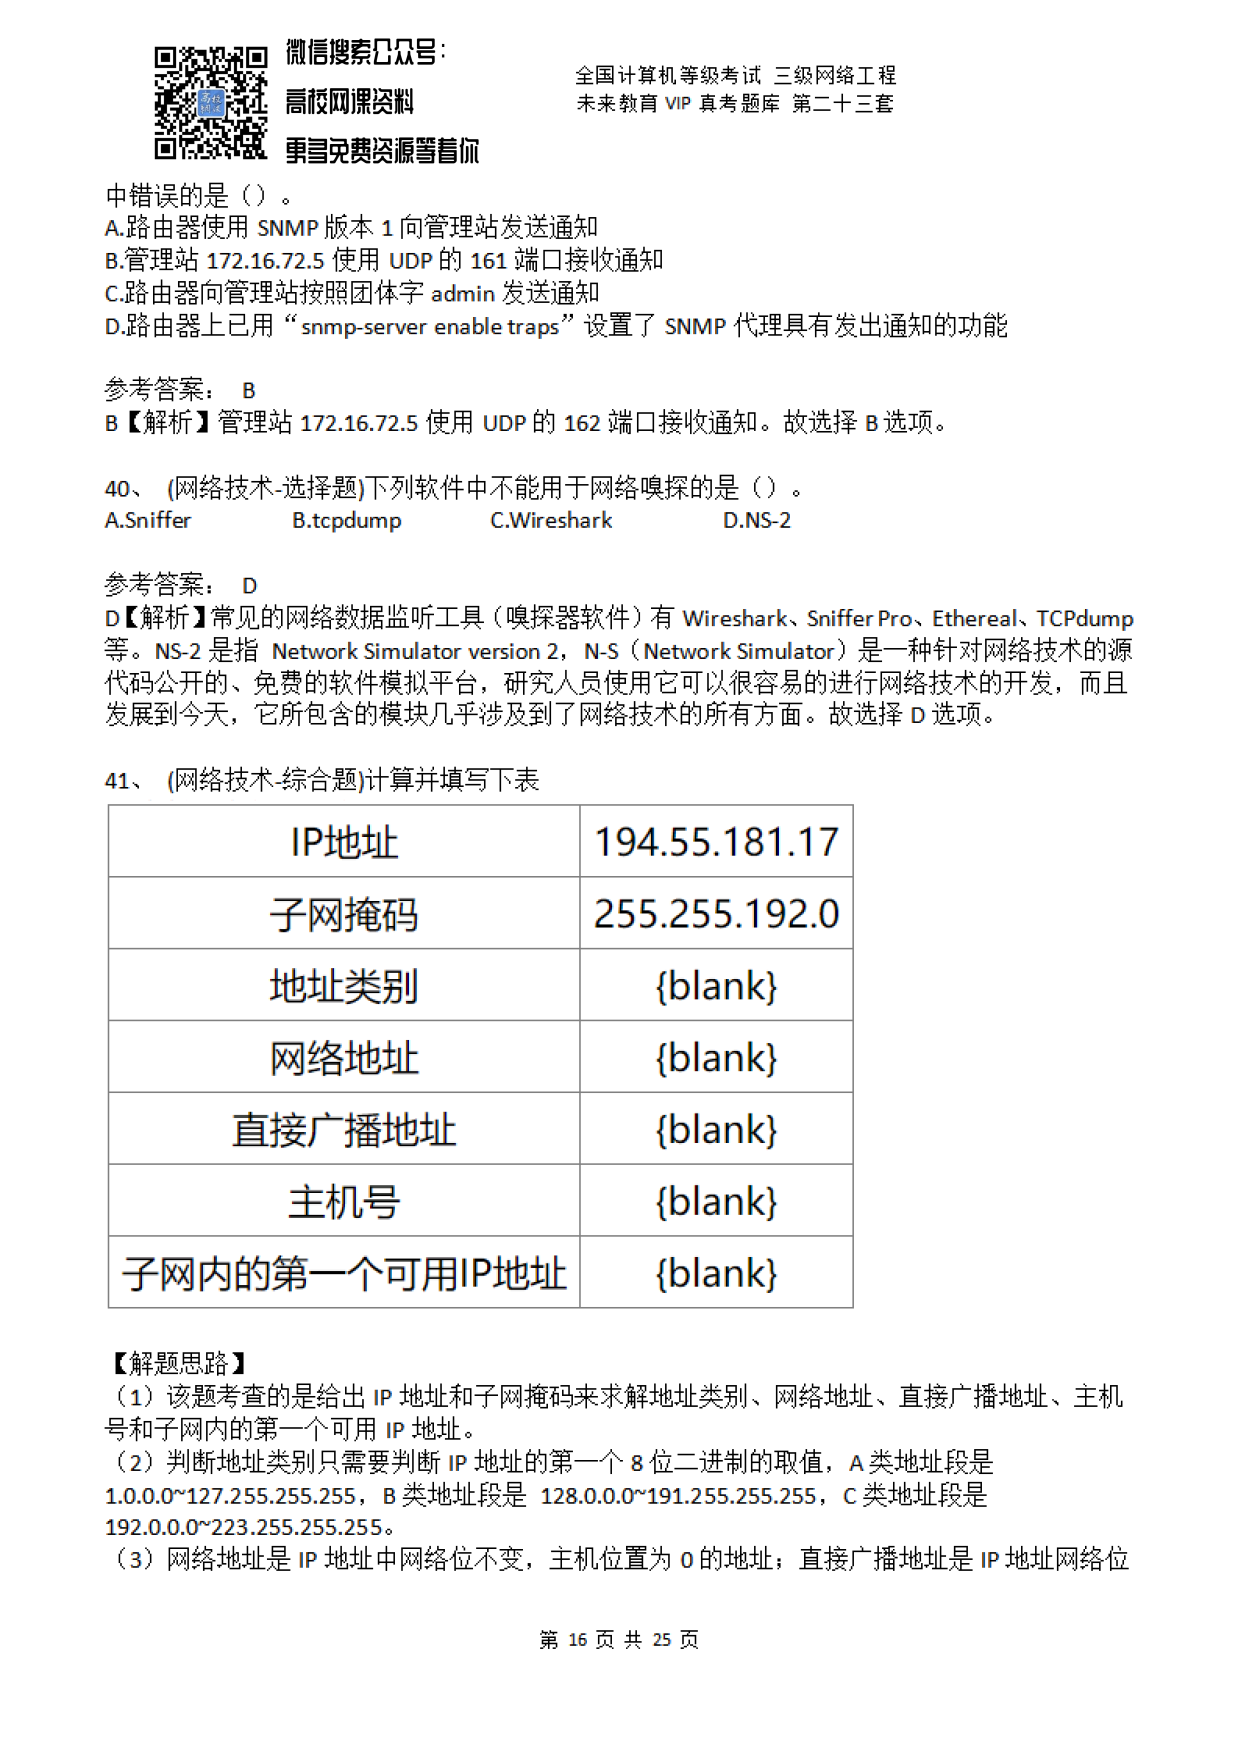 微信搜索公众号：
高校网课资料
更多免费资源等着你
全国计算机等级考试 三级网络工程
未来教育 VIP 真考题库 第二十三套
中错误的是（）。
A.路由器使用 SNMP 版本 1 向管理站发送通知
B.管理站 172.16.72.5 使用 UDP 的 161 端口接收通知
C.路由器向管理站按照团体字 admin 发送通知
D.路由器上已用“snmp-server enable traps”设置了 SNMP 代理具有发出通知的功能
参考答案： B
B【解析】管理站 172.16.72.5 使用 UDP 的 162 端口接收通知。故选择 B 选项。
40、 (网络技术-选择题)下列软件中不能用于网络嗅探的是（）。
A.Sniffer B.tcpdump C.Wireshark D.NS-2
参考答案： D
D【解析】常见的网络数据监听工具（嗅探器软件）有 Wireshark、Sniffer Pro、Ethereal、TCPdump
等。NS-2 是指 Network Simulator version 2，N-S（Network Simulator）是一种针对网络技术的源
代码公开的、免费的软件模拟平台，研究人员使用它可以很容易的进行网络技术的开发，而且
发展到今天，它所包含的模块几乎涉及到了网络技术的所有方面。故选择 D 选项。
41、 (网络技术-综合题)计算并填写下表
IP地址 194.55.181.17
子网掩码 255.255.192.0
地址类别 {blank}
网络地址 {blank}
直接广播地址 {blank}
主机号 {blank}
子网内的第一个可用IP地址 {blank}
【解题思路】
（1）该题考查的是给出 IP 地址和子网掩码来求解地址类别、网络地址、直接广播地址、主机
号和子网内的第一个可用 IP 地址。
（2）判断地址类别只需要判断 IP 地址的第一个 8 位二进制的取值，A 类地址段是
1.0.0.0~127.255.255.255，B 类地址段是 128.0.0.0~191.255.255.255，C 类地址段是
192.0.0.0~223.255.255.255。
（3）网络地址是 IP 地址中网络位不变，主机位置为 0 的地址；直接广播地址是 IP 地址网络位
第 16 页 共 25 页